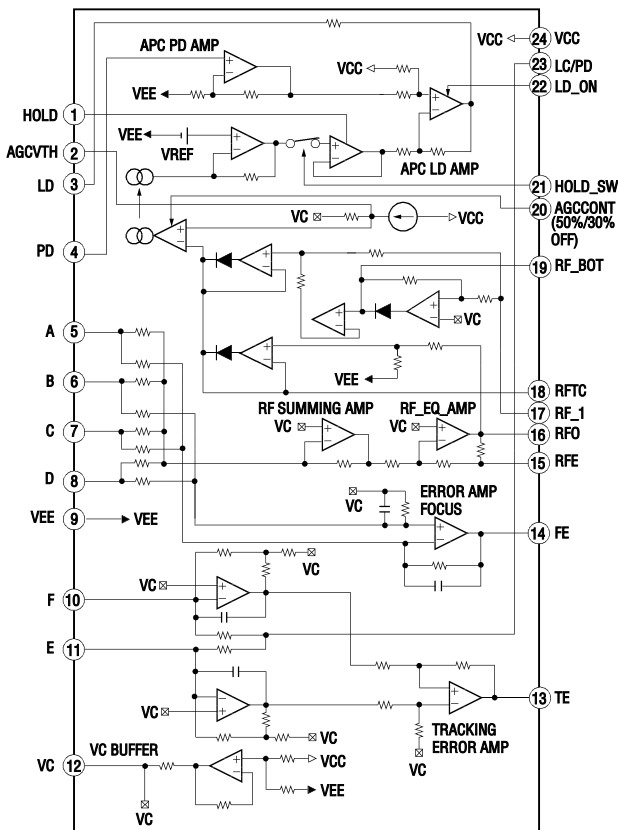 VCC
24 VCC
23 LC/PD
22 LD_ON
APC PD AMP
+
−
VCC
VEE
+
−
HOLD 1
VEE
VREF
+
−
+
−
APC LD AMP
AGCVTH 2
LD 3
21 HOLD_SW
20 AGCCONT
(50%/30%
OFF)
VC
VCC
+
−
PD 4
+
−
19 RF_BOT
+
−
+
−
VC
A 5
+
−
VEE
B 6
18 RFTC
17 RF_1
RF SUMMING AMP
RF_EQ_AMP
C 7
VC
+
−
VC
+
−
16 RFO
15 RFE
D 8
VC
ERROR AMP
FOCUS
VEE 9
VEE
+
−
14 FE
VC
VC
+
−
F 10
E 11
−
+
VC
VC
+
−
13 TE
TRACKING
ERROR AMP
VC
VC BUFFER
VC 12
+
−
VCC
VEE
VC